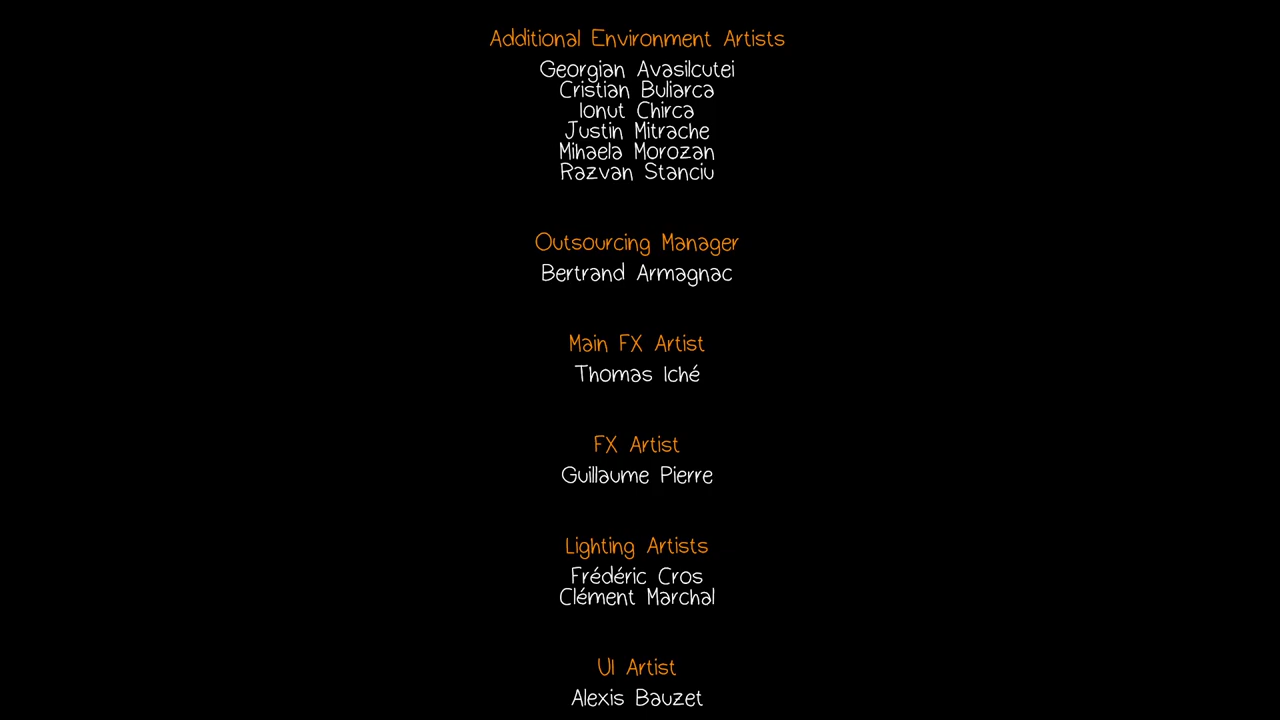 Additional Environment Artists
Georgian Avasilcutei
Cristian Buliarca
Ionut Chirca
Justin Mitrache
Mihaela Morozan
Razvan Stanciu
Outsourcing Manager
Bertrand Armagnac
Main FX Artist
Thomas Iché
FX Artist
Guillaume Pierre
Lighting Artists
Frédéric Cros
Clément Marchal
UI Artist
Alexis Bauzet